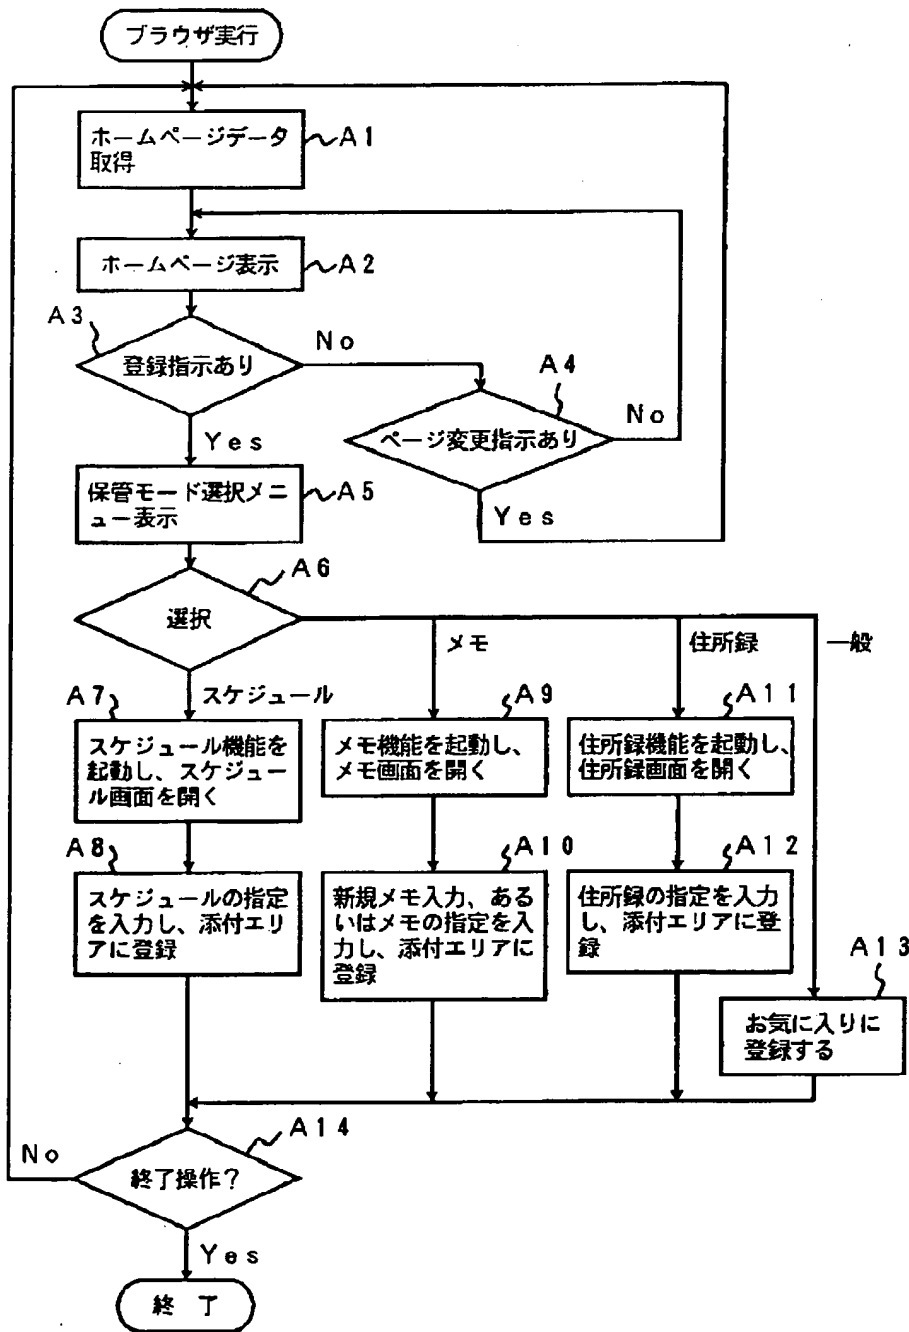 ブラウザ実行
ホームページデータ
取得
A1
ホームページ表示
A2
A3
登録指示あり
No
A4
ページ変更指示あり
No
Yes
Yes
保管モード選択メニ
ュー表示
A5
A6
選択
メモ
住所録
一般
スケジュール
A7
スケジュール機能を
起動し、スケジュー
ル画面を開く
A9
メモ機能を起動し、
メモ画面を開く
A11
住所録機能を起動し、
住所録画面を開く
A8
スケジュールの指定
を入力し、添付エリ
アに登録
A10
新規メモ入力、ある
いはメモの指定を入
力し、添付エリアに
登録
A12
住所録の指定を入力
し、添付エリアに登
録
A13
お気に入りに
登録する
A14
終了操作?
No
Yes
終 了